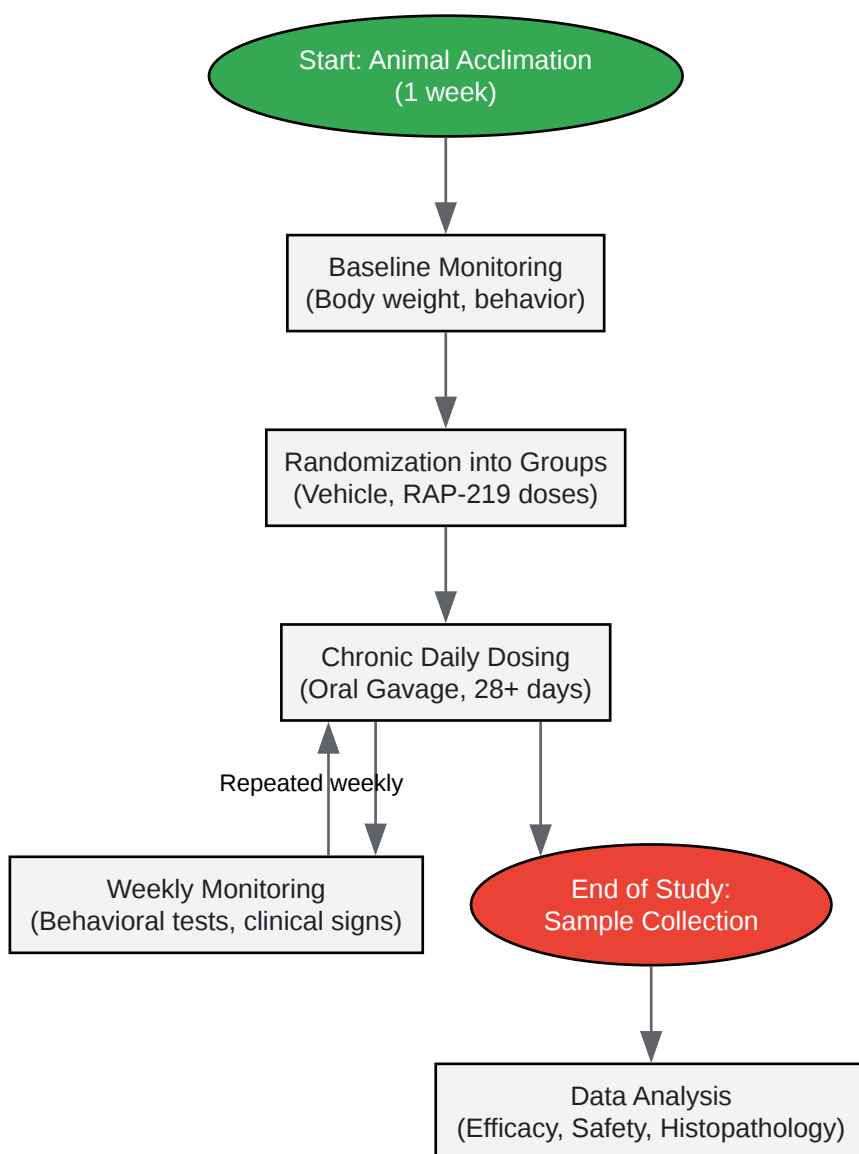 Start: Animal Acclimation
(1 week)
Baseline Monitoring
(Body weight, behavior)
Randomization into Groups
(Vehicle, RAP-219 doses)
Chronic Daily Dosing
(Oral Gavage, 28+ days)
Repeated weekly
Weekly Monitoring
(Behavioral tests, clinical signs)
End of Study:
Sample Collection
Data Analysis
(Efficacy, Safety, Histopathology)